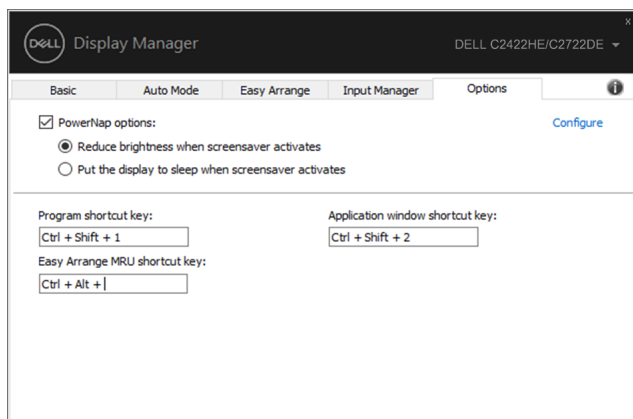 DELL Display Manager
DELL C2422HE/C2722DE
x
Basic Auto Mode Easy Arrange Input Manager Options i
PowerNap options: Configure
Reduce brightness when screensaver activates
Put the display to sleep when screensaver activates
Program shortcut key: Application window shortcut key:
Ctrl + Shift + 1 Ctrl + Shift + 2
Easy Arrange MRU shortcut key:
Ctrl + Alt +